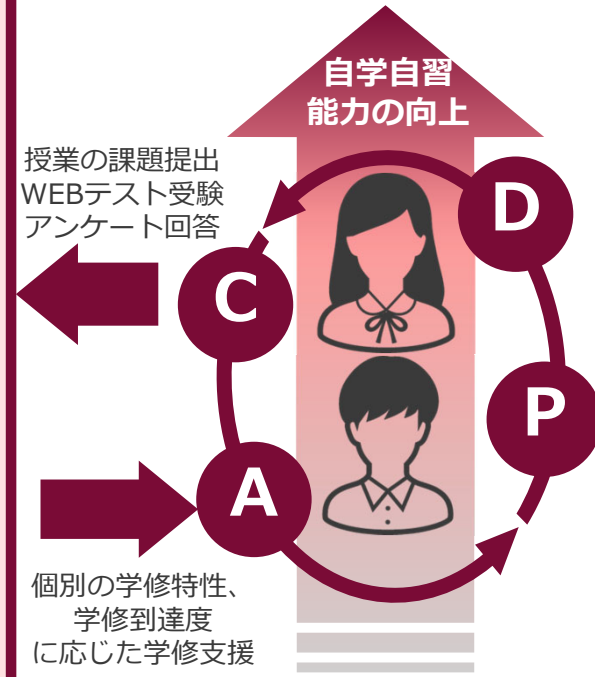 自学自習
能力の向上
授業の課題提出
WEBテスト受験
アンケート回答
D
C
P
A
個別の学修特性、
学修到達度
に応じた学修支援